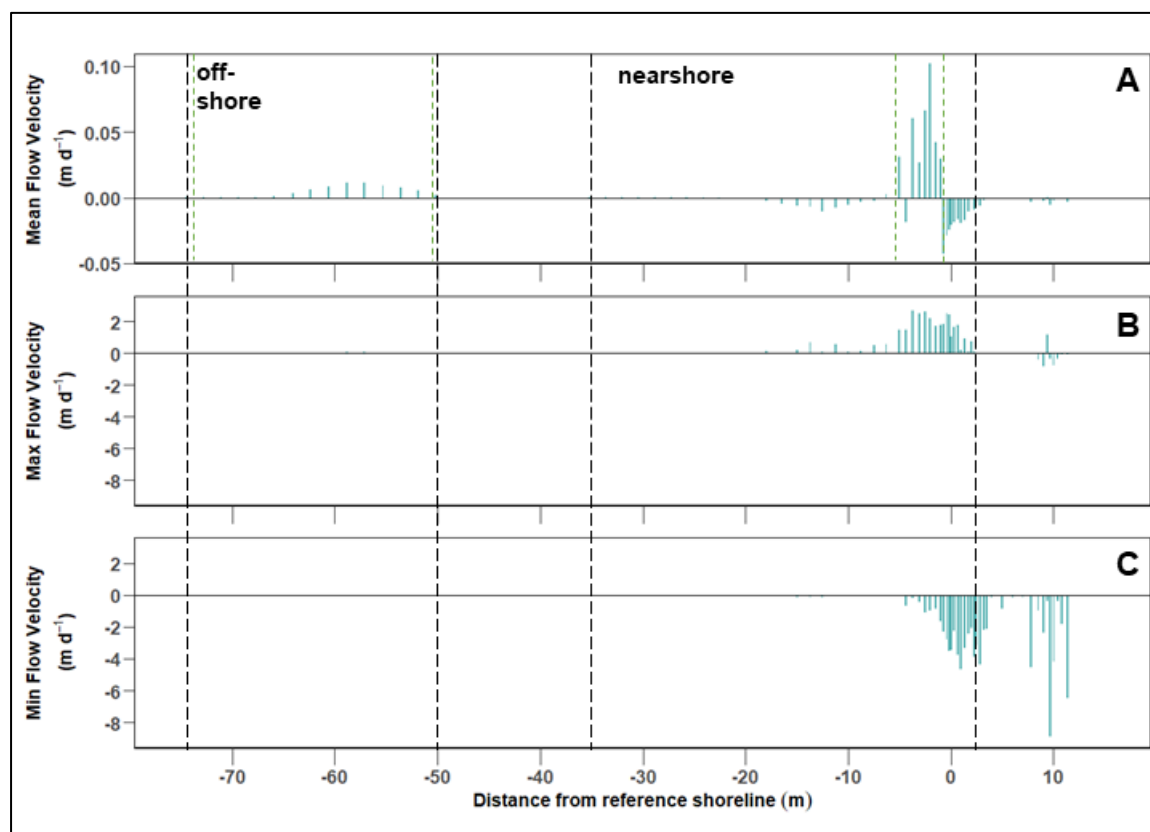 off-
shore
nearshore
A
Mean Flow Velocity
(m d⁻¹)
0.10
0.05
0.00
-0.05
B
Max Flow Velocity
(m d⁻¹)
2
0
-2
-4
-6
-8
C
Min Flow Velocity
(m d⁻¹)
2
0
-2
-4
-6
-8
-70 -60 -50 -40 -30 -20 -10 0 10
Distance from reference shoreline (m)